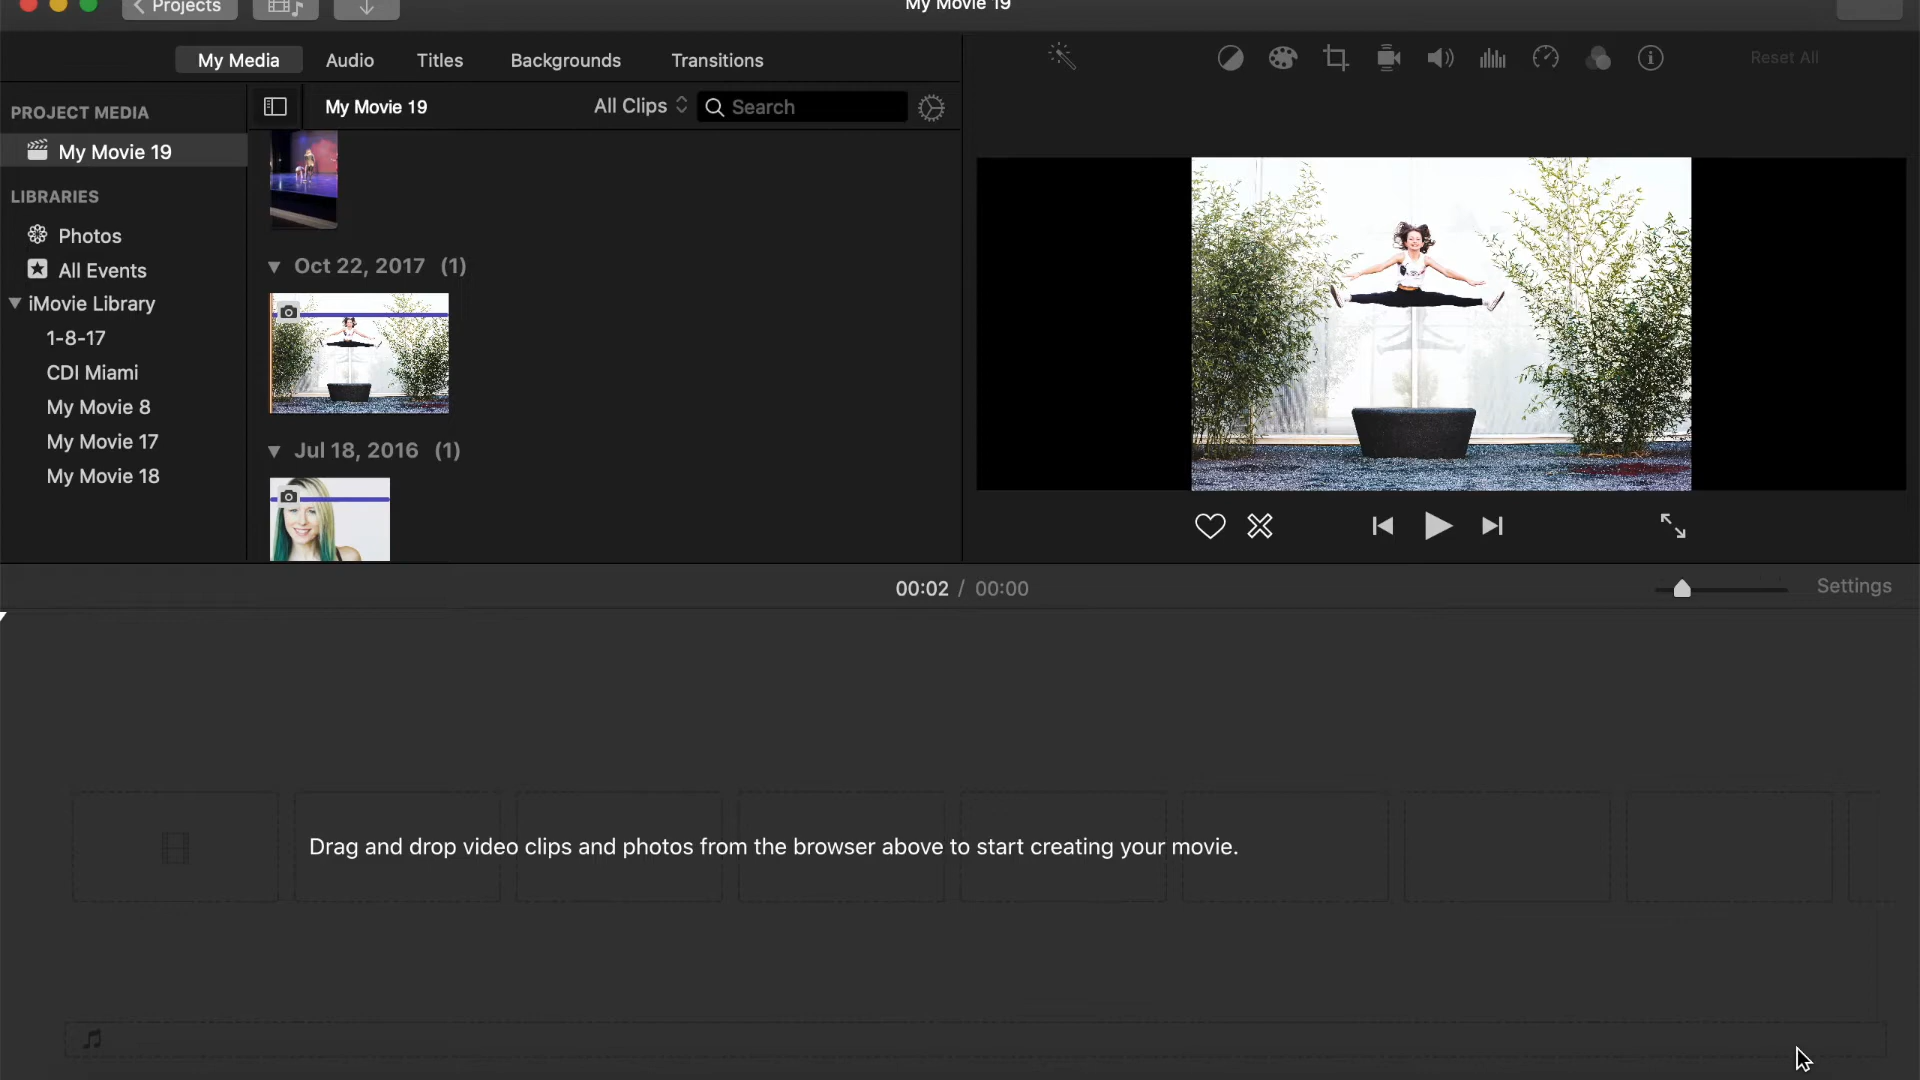 Projects
My Movie 19
My Media
Audio
Titles
Backgrounds
Transitions
Reset All
PROJECT MEDIA
My Movie 19
All Clips
Search
My Movie 19
LIBRARIES
Photos
All Events
iMovie Library
1-8-17
CDI Miami
My Movie 8
My Movie 17
My Movie 18
Oct 22, 2017 (1)
Jul 18, 2016 (1)
00:02 / 00:00
Settings
Drag and drop video clips and photos from the browser above to start creating your movie.